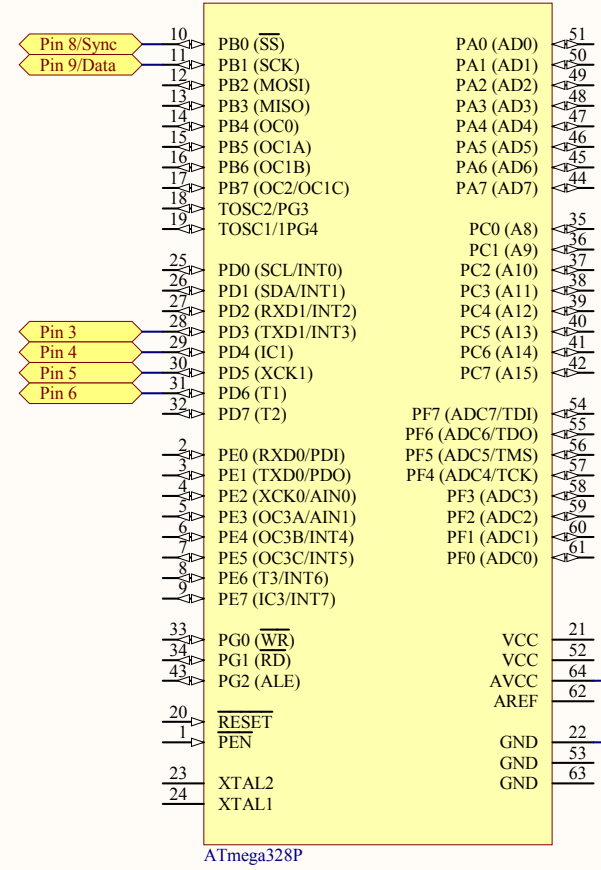 Pin 8/Sync 10 PB0 (SS) PA0 (AD0) 51
Pin 9/Data 11 PB1 (SCK) PA1 (AD1) 50
12 PB2 (MOSI) PA2 (AD2) 49
13 PB3 (MISO) PA3 (AD3) 48
14 PB4 (OC0) PA4 (AD4) 47
15 PB5 (OC1A) PA5 (AD5) 46
16 PB6 (OC1B) PA6 (AD6) 45
17 PB7 (OC2/OC1C) PA7 (AD7) 44
18 TOSC2/PG3
19 TOSC1/1PG4 PC0 (A8) 35
PC1 (A9) 36
25 PD0 (SCL/INT0) PC2 (A10) 37
26 PD1 (SDA/INT1) PC3 (A11) 38
27 PD2 (RXD1/INT2) PC4 (A12) 39
Pin 3 28 PD3 (TXD1/INT3) PC5 (A13) 40
Pin 4 29 PD4 (IC1) PC6 (A14) 41
Pin 5 30 PD5 (XCK1) PC7 (A15) 42
Pin 6 31 PD6 (T1)
32 PD7 (T2) PF7 (ADC7/TDI) 54
PF6 (ADC6/TDO) 55
2 PE0 (RXD0/PDI) PF5 (ADC5/TMS) 56
3 PE1 (TXD0/PDO) PF4 (ADC4/TCK) 57
4 PE2 (XCK0/AIN0) PF3 (ADC3) 58
5 PE3 (OC3A/AIN1) PF2 (ADC2) 59
6 PE4 (OC3B/INT4) PF1 (ADC1) 60
7 PE5 (OC3C/INT5) PF0 (ADC0) 61
8 PE6 (T3/INT6)
9 PE7 (IC3/INT7)
33 PG0 (WR) VCC 21
34 PG1 (RD) VCC 52
43 PG2 (ALE) AVCC 64
AREF 62
20 RESET
1 PEN GND 22
GND 53
23 XTAL2 GND 63
24 XTAL1
ATmega328P